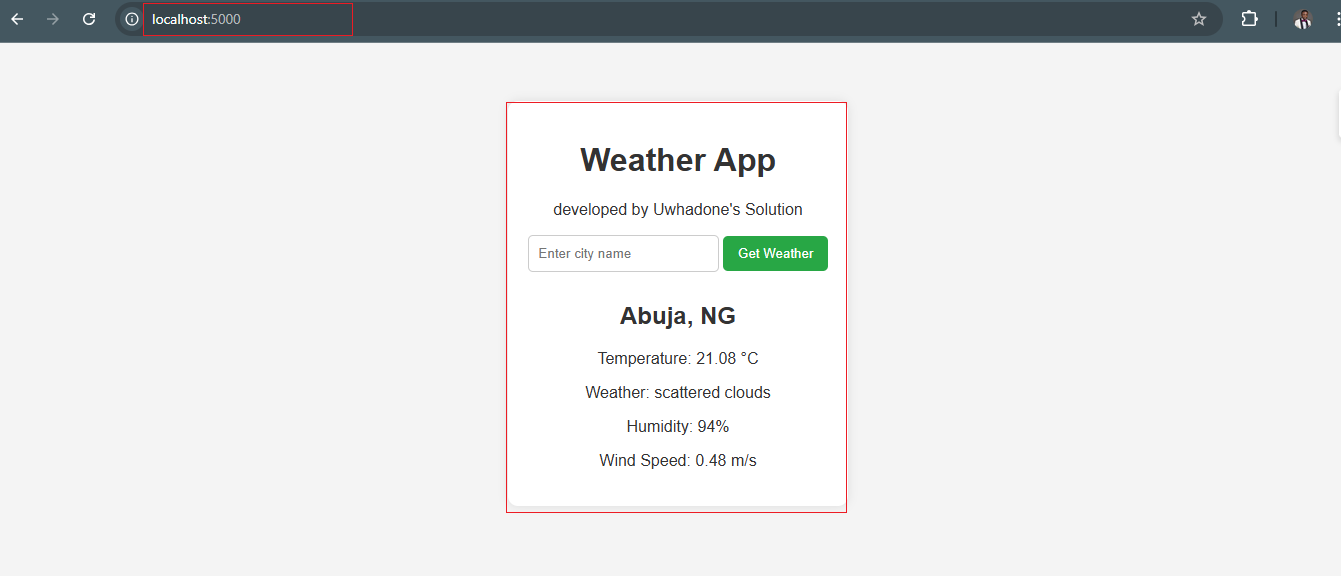 localhost:5000
Weather App
developed by Uwhadone's Solution
Enter city name Get Weather
Abuja, NG
Temperature: 21.08 °C
Weather: scattered clouds
Humidity: 94%
Wind Speed: 0.48 m/s